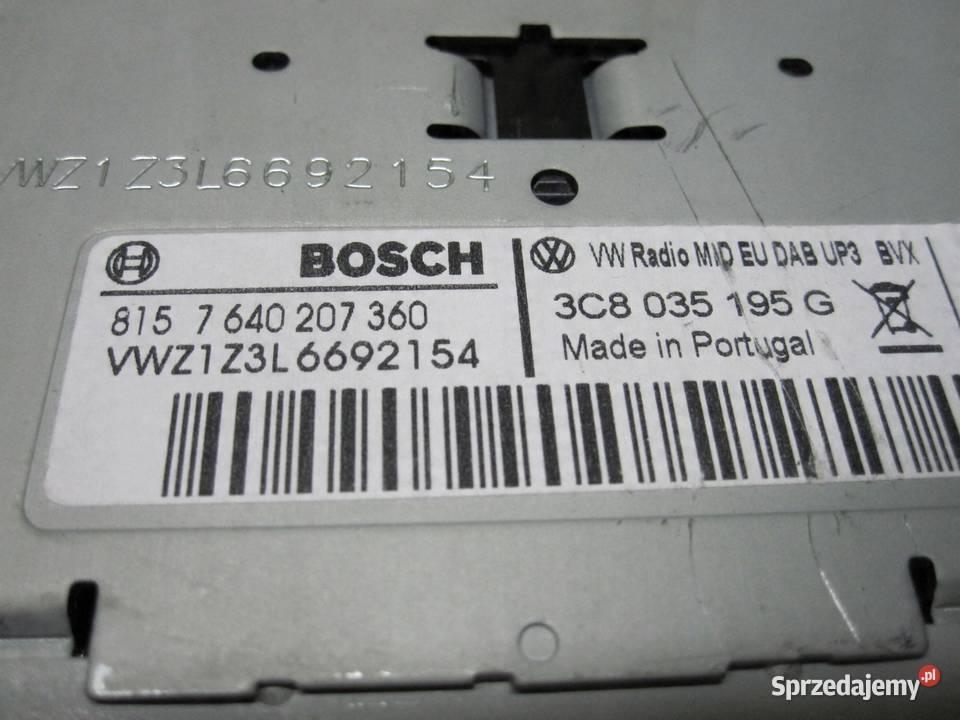 VWZ1Z3L6692154
BOSCH
815 7 640 207 360
VWZ1Z3L6692154
VW Radio MID EU DAB UP3 BVX
3C8 035 195 G
Made in Portugal
Sprzedajemy.pl